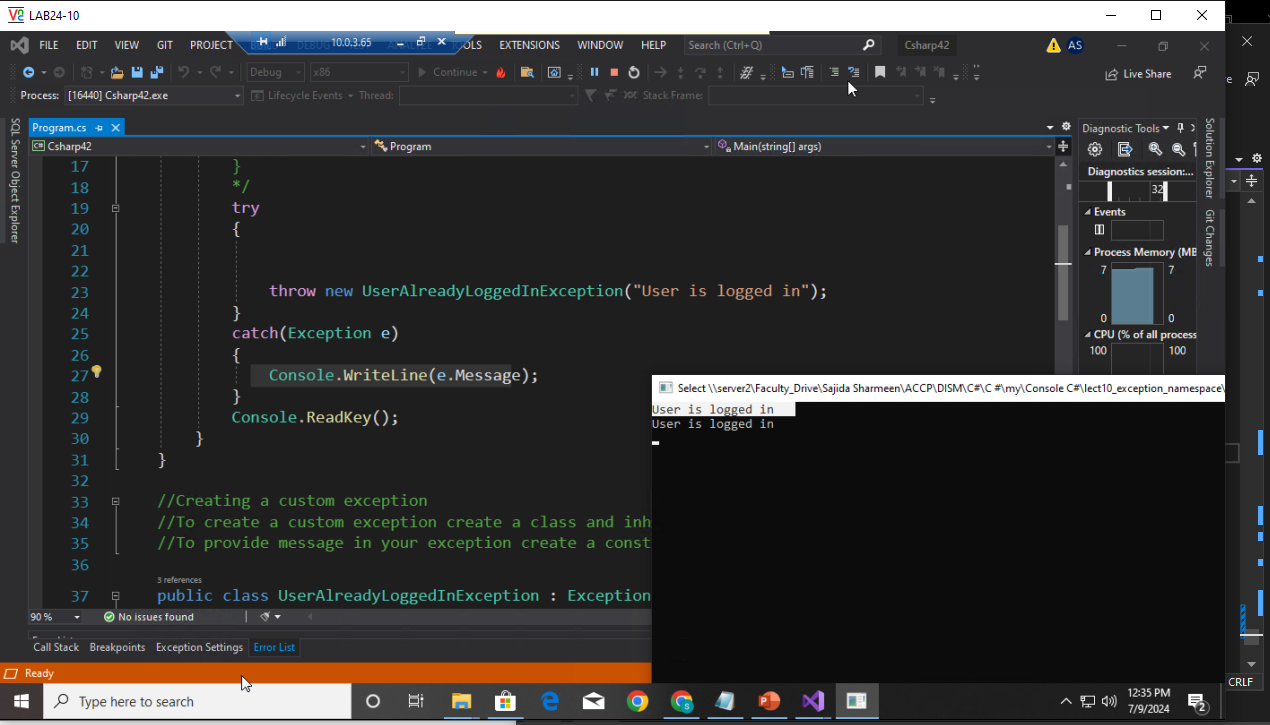 LAB24-10
FILE EDIT VIEW GIT PROJECT 10.0.3.65 TOOLS EXTENSIONS WINDOW HELP Search (Ctrl+Q) Csharp42 AS
Debug x86 Continue Live Share
Process: [16440] Csharp42.exe Lifecycle Events Thread: Stack Frame:
SQL Server Object Explorer
Program.cs
Csharp42 Program Main(string[] args)
17 }
18 */
19 try
20 {
21
22
23 throw new UserAlreadyLoggedInException("User is logged in");
24 }
25 catch(Exception e)
26 {
27 Console.WriteLine(e.Message);
28 }
29 Console.ReadKey();
30 }
31 }
32
33 //Creating a custom exception
34 //To create a custom exception create a class and inh
35 //To provide message in your exception create a const
36
3 references
37 public class UserAlreadyLoggedInException : Exception
90 % No issues found
Call Stack Breakpoints Exception Settings Error List
Ready
Diagnostic Tools
Diagnostics session:...
32
Events
Process Memory (MB
7 7
0 0
CPU (% of all process
100 100
Solution Explorer
Git Changes
Select \\server2\Faculty_Drive\Sajida Sharmeen\ACCP\DISM\C#\C #\my\Console C#\lect10_exception_namespace\
User is logged in
User is logged in
CRLF
Type here to search
12:35 PM
7/9/2024
2